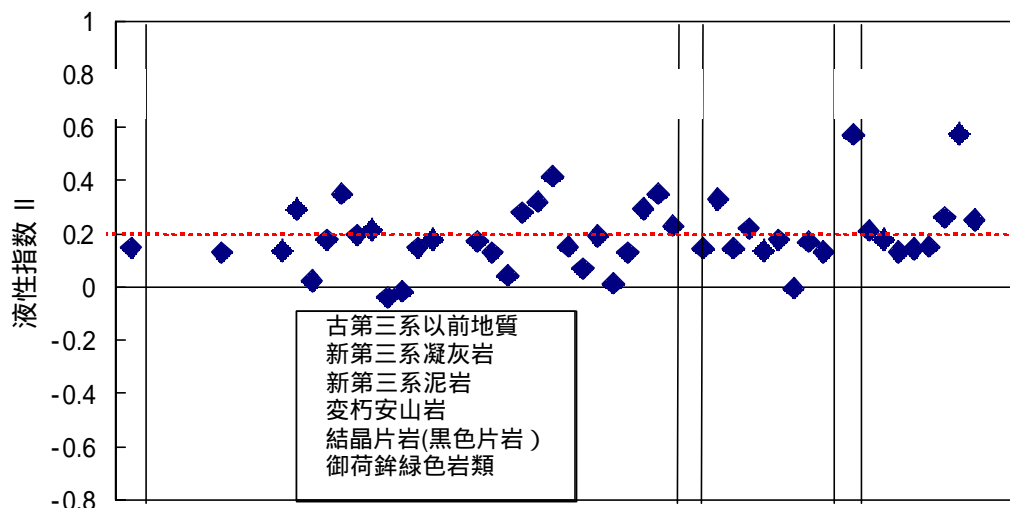 1
0.8
0.6
0.4
0.2
0
-0.2
-0.4
-0.6
-0.8
液性指数 II
古第三系以前地質
新第三系凝灰岩
新第三系泥岩
変朽安山岩
結晶片岩(黒色片岩)
御荷鉾緑色岩類